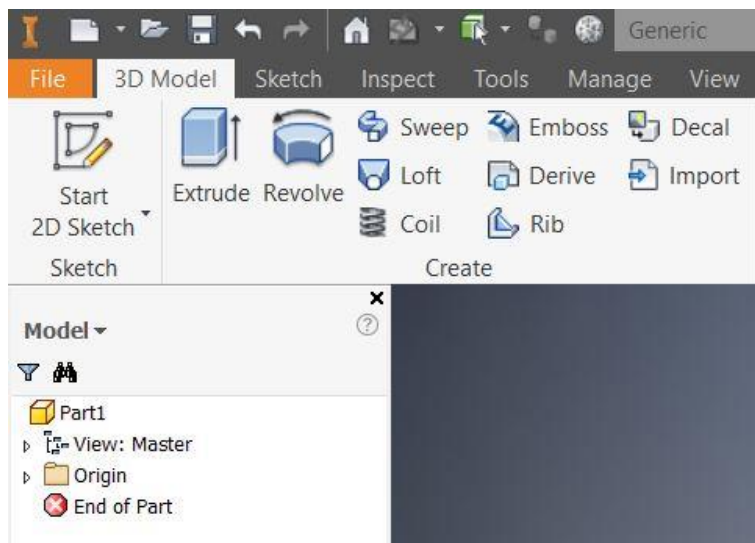 Generic
File 3D Model Sketch Inspect Tools Manage View
Start
2D Sketch
Extrude
Revolve
Sweep
Loft
Coil
Emboss
Derive
Rib
Decal
Import
Sketch
Create
Model
Part1
View: Master
Origin
End of Part